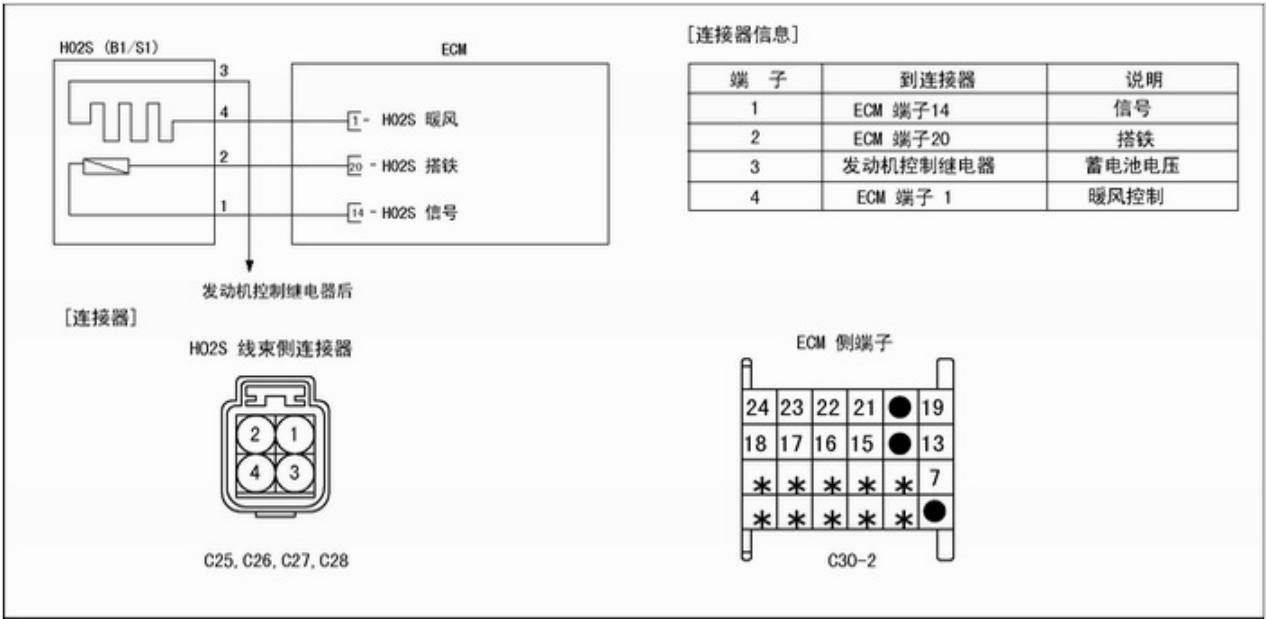 HO2S (B1/S1)
ECM
3
4
2
1
1 - HO2S 暖风
20 - HO2S 搭铁
14 - HO2S 信号
发动机控制继电器后
[连接器信息]
端 子 到连接器 说明
1 ECM 端子14 信号
2 ECM 端子20 搭铁
3 发动机控制继电器 蓄电池电压
4 ECM 端子 1 暖风控制
[连接器]
HO2S 线束侧连接器
2 1
4 3
C25, C26, C27, C28
ECM 侧端子
24 23 22 21 ● 19
18 17 16 15 ● 13
* * * * * 7
* * * * * ●
C30-2